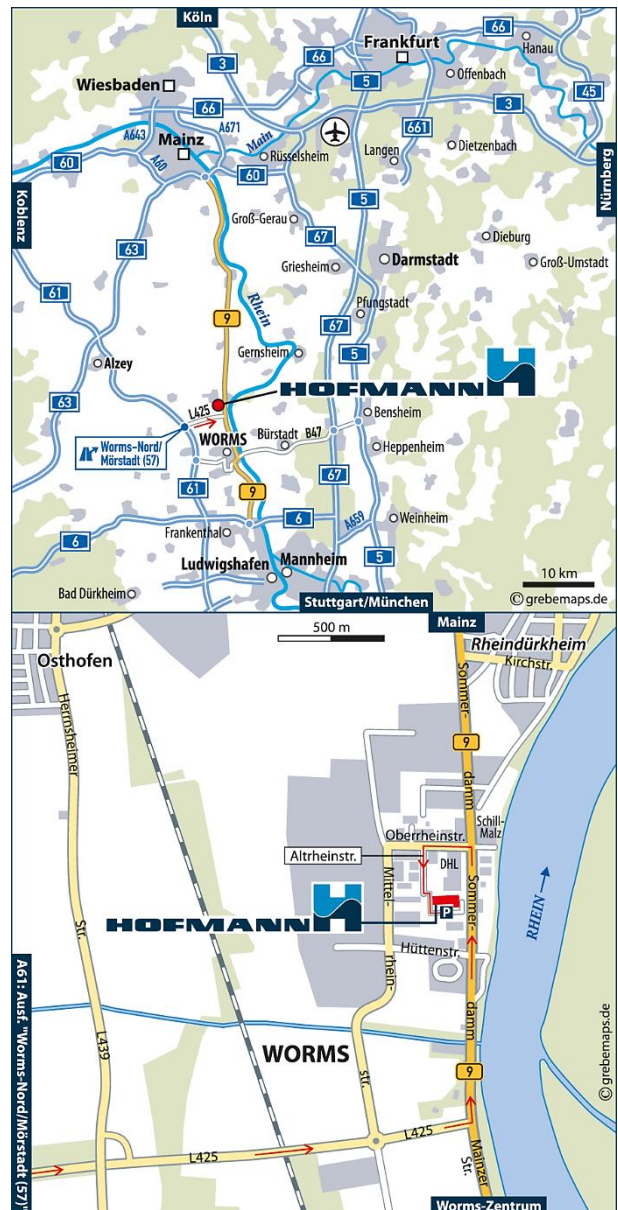 Köln
66
Frankfurt
66
Hanau
3
66
5
Offenbach
Wiesbaden
45
66
3
A643
A671
Main
661
Mainz
60
A60
Rüsselsheim
Langen
Dietzenbach
60
Koblenz
Nürnberg
5
Groß-Gerau
63
67
Dieburg
Griesheim
Darmstadt
Groß-Umstadt
61
Rhein
Pfungstadt
9
67
5
Gernsheim
Alzey
HOFMANN
63
L425
Bensheim
Worms-Nord/
Mörstadt (57)
WORMS
Bürstadt
B47
Heppenheim
67
61
9
6
A659
Weinheim
6
Frankenthal
5
Ludwigshafen
Mannheim
10 km
Bad Dürkheim
Stuttgart/München
© grebemaps.de
500 m
Mainz
Rheindürkheim
Kirchstr.
Osthofen
Sommer-
damm
9
Herrnsheimer
Str.
Schill-
Malz
Oberrheinstr.
Altrheinstr.
DHL
Mittel-
rhein-
str.
Sommer-
damm
P
HOFMANN
RHEIN
Hüttenstr.
A61: Ausf. "Worms-Nord/Mörstadt (57)"
L439
WORMS
9
© grebemaps.de
L425
L425
Mainzer
Str.
Worms-Zentrum